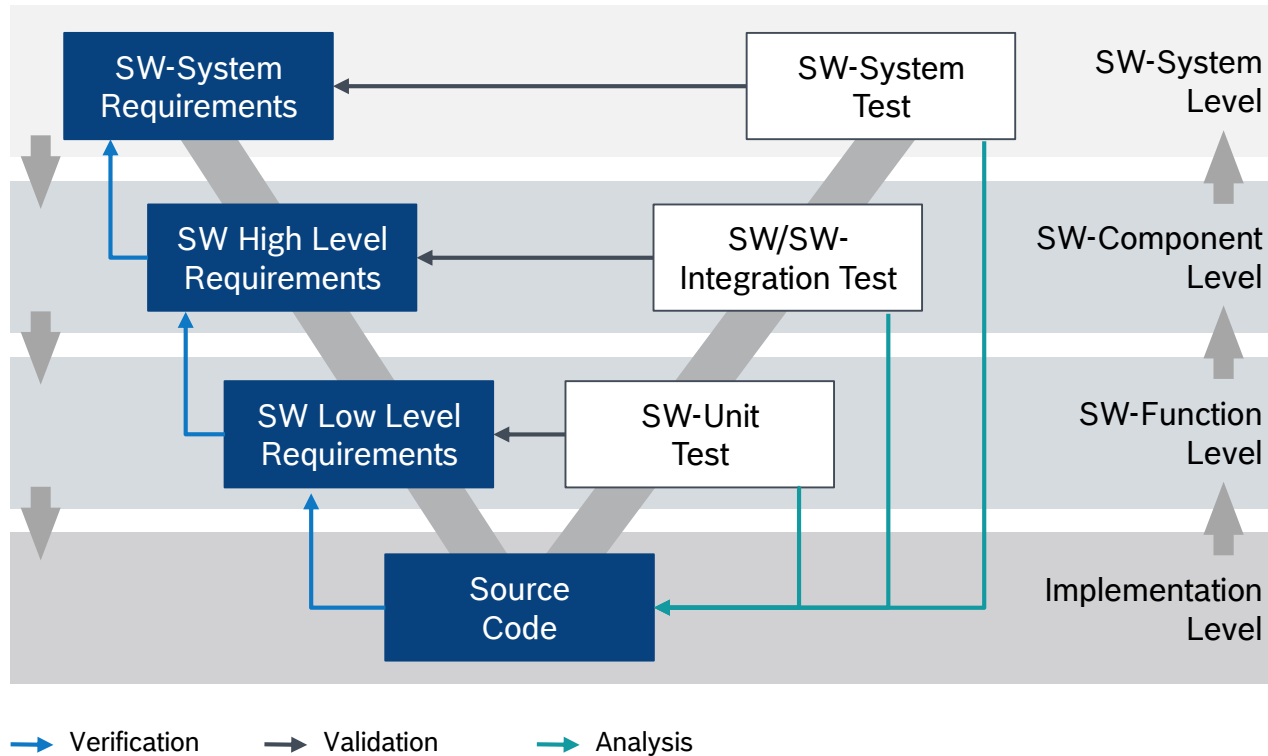 SW-System
Requirements
SW-System
Test
SW-System
Level
SW High Level
Requirements
SW/SW-
Integration Test
SW-Component
Level
SW Low Level
Requirements
SW-Unit
Test
SW-Function
Level
Source
Code
Implementation
Level
Verification
Validation
Analysis